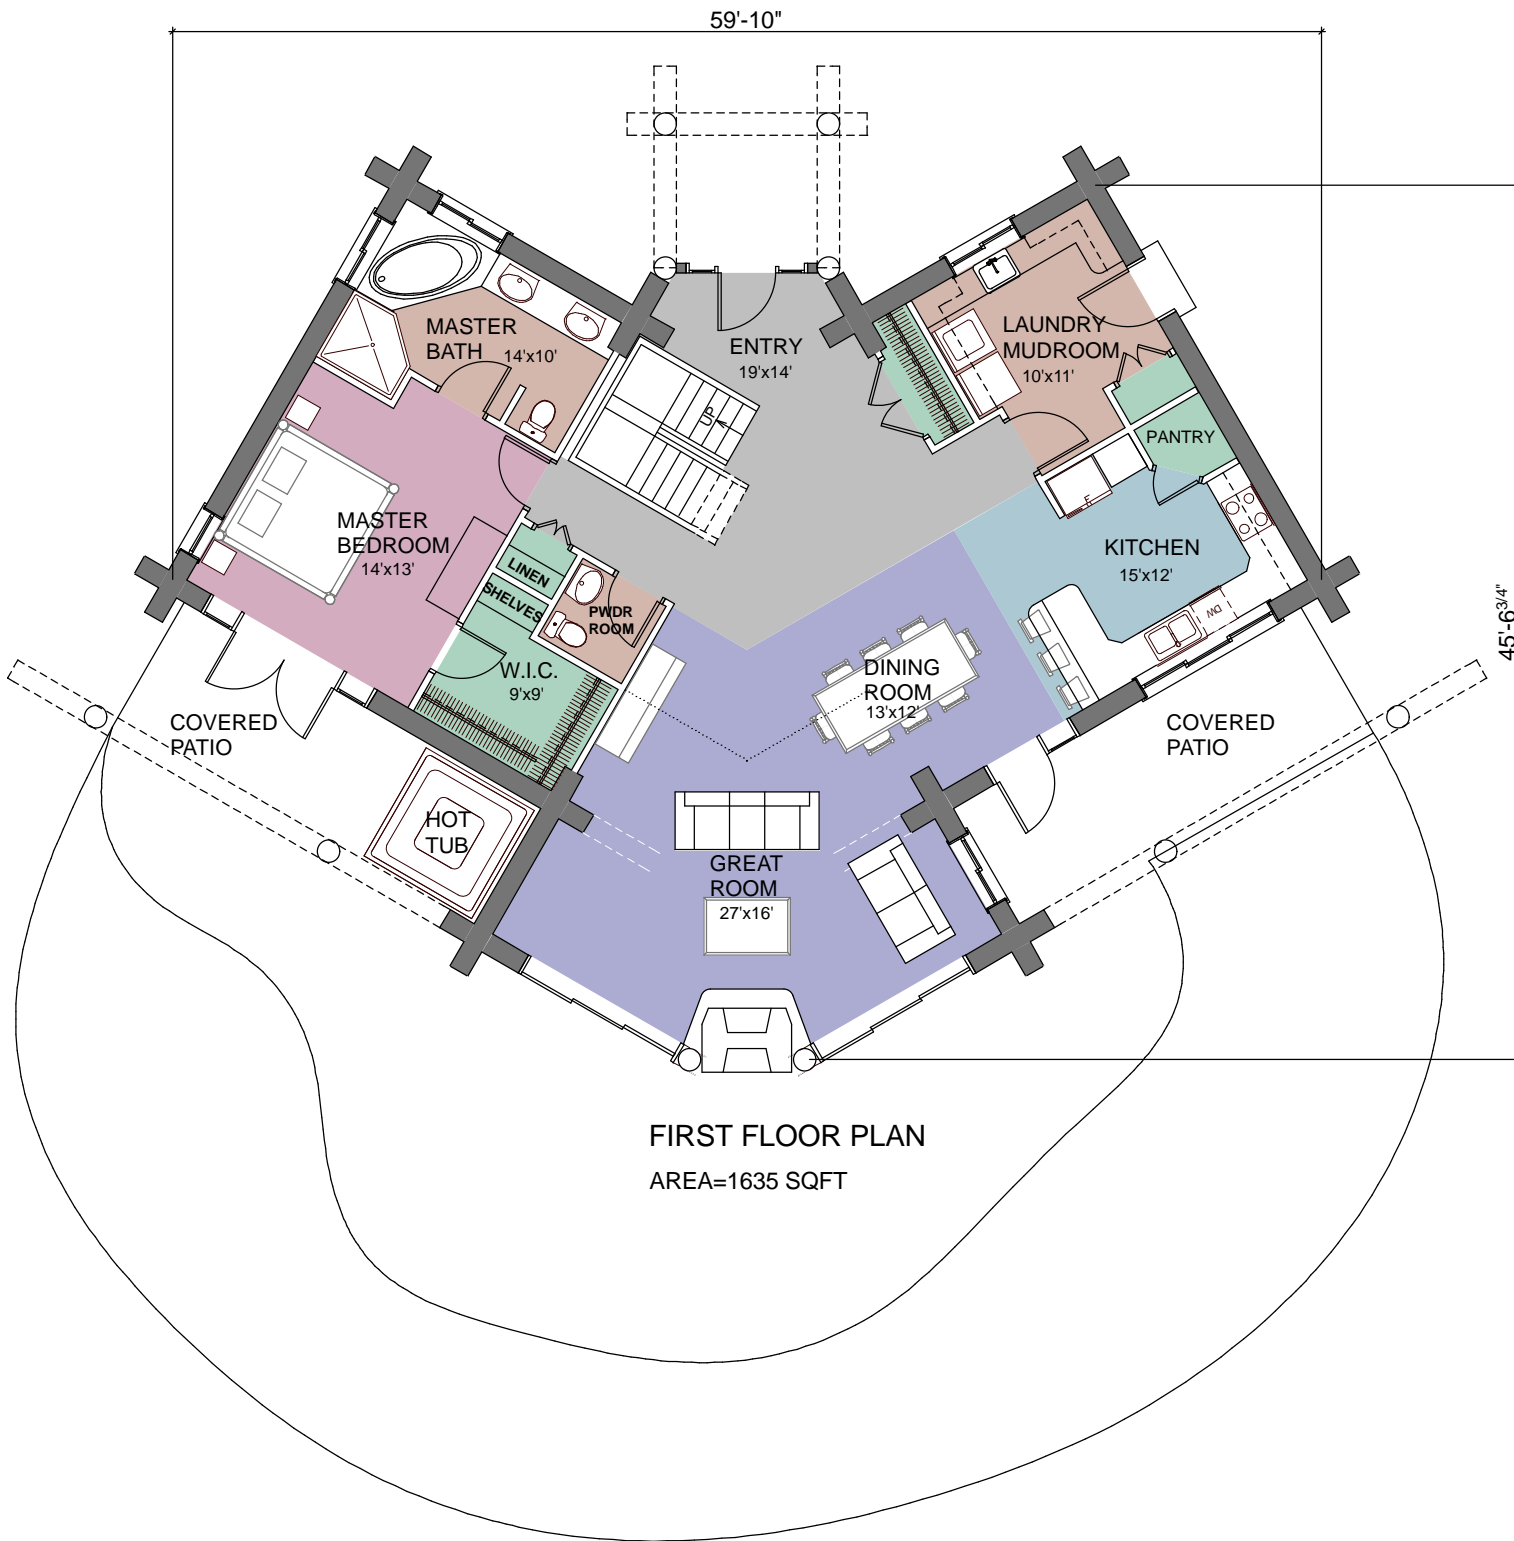 59'-10"
MASTER
BATH
14'x10'
ENTRY
19'x14'
LAUNDRY
MUDROOM
10'x11'
UP
PANTRY
MASTER
BEDROOM
14'x13'
LINEN
SHELVES
PWDR
ROOM
KITCHEN
15'x12'
DW
45'-6 3/4"
W.I.C.
9'x9'
DINING
ROOM
13'x12'
COVERED
PATIO
COVERED
PATIO
HOT
TUB
GREAT
ROOM
27'x16'
FIRST FLOOR PLAN
AREA=1635 SQFT